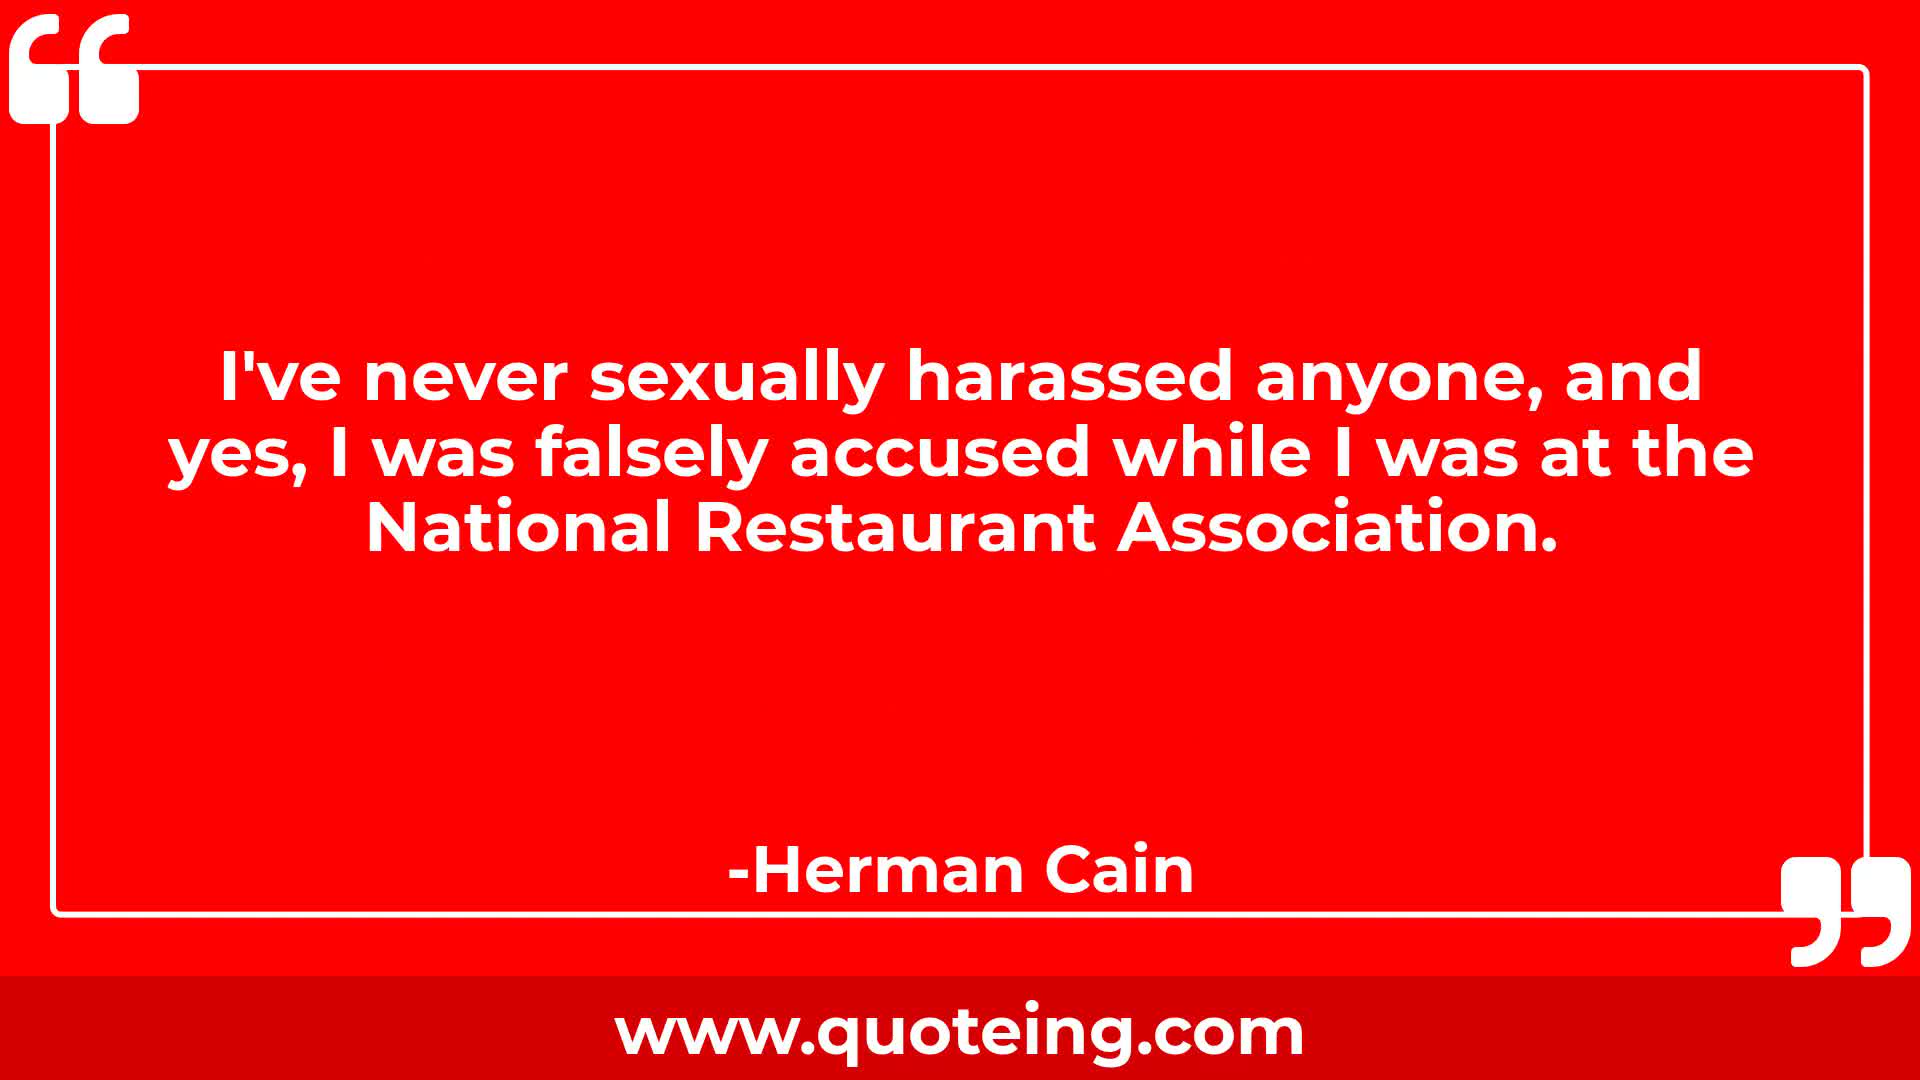 I've never sexually harassed anyone, and
yes, I was falsely accused while I was at the
National Restaurant Association.
-Herman Cain
www.quoteing.com